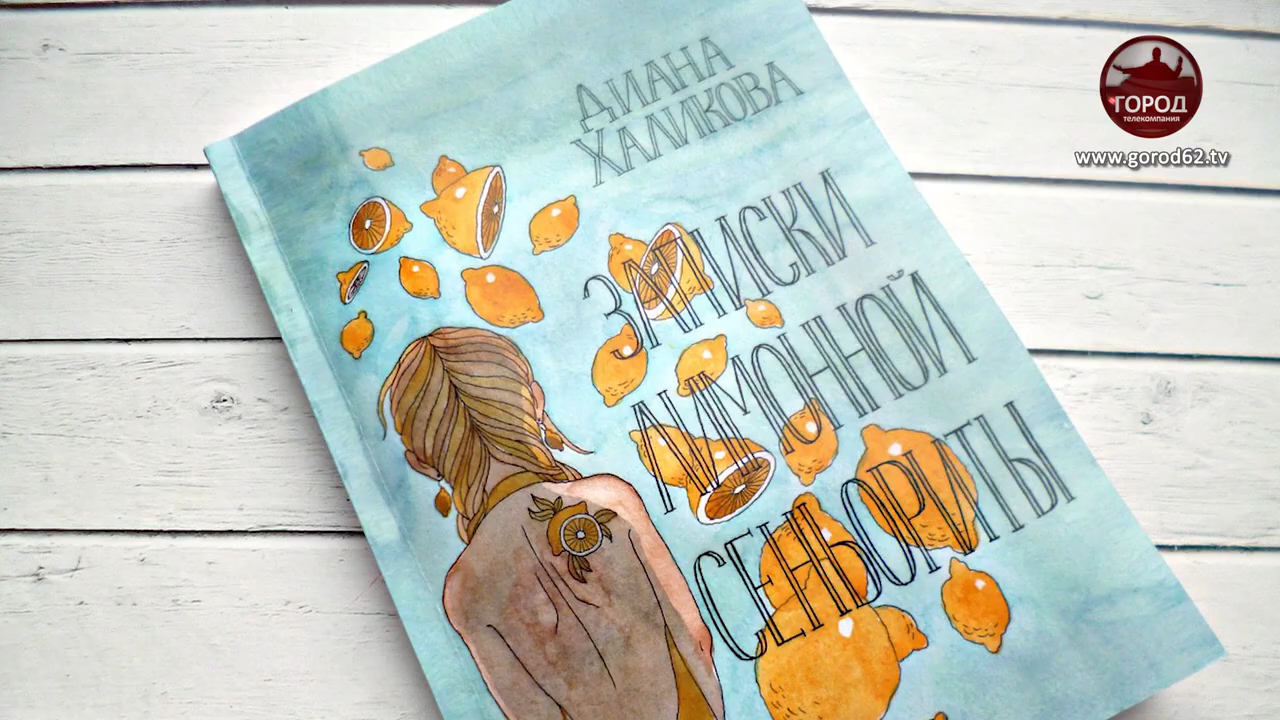 ДИАНА
ХАЛИКОВА
ЗАПИСКИ
ЛИМОННОЙ
СЕНЬОРИТЫ
ГОРОД
телекомпания
www.gorod62.tv